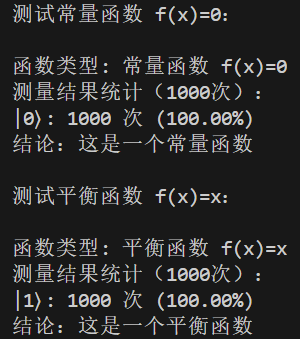 测试常量函数 f(x)=0:
函数类型: 常量函数 f(x)=0
测量结果统计（1000次）:
|0⟩: 1000 次 (100.00%)
结论: 这是一个常量函数
测试平衡函数 f(x)=x:
函数类型: 平衡函数 f(x)=x
测量结果统计（1000次）:
|1⟩: 1000 次 (100.00%)
结论: 这是一个平衡函数